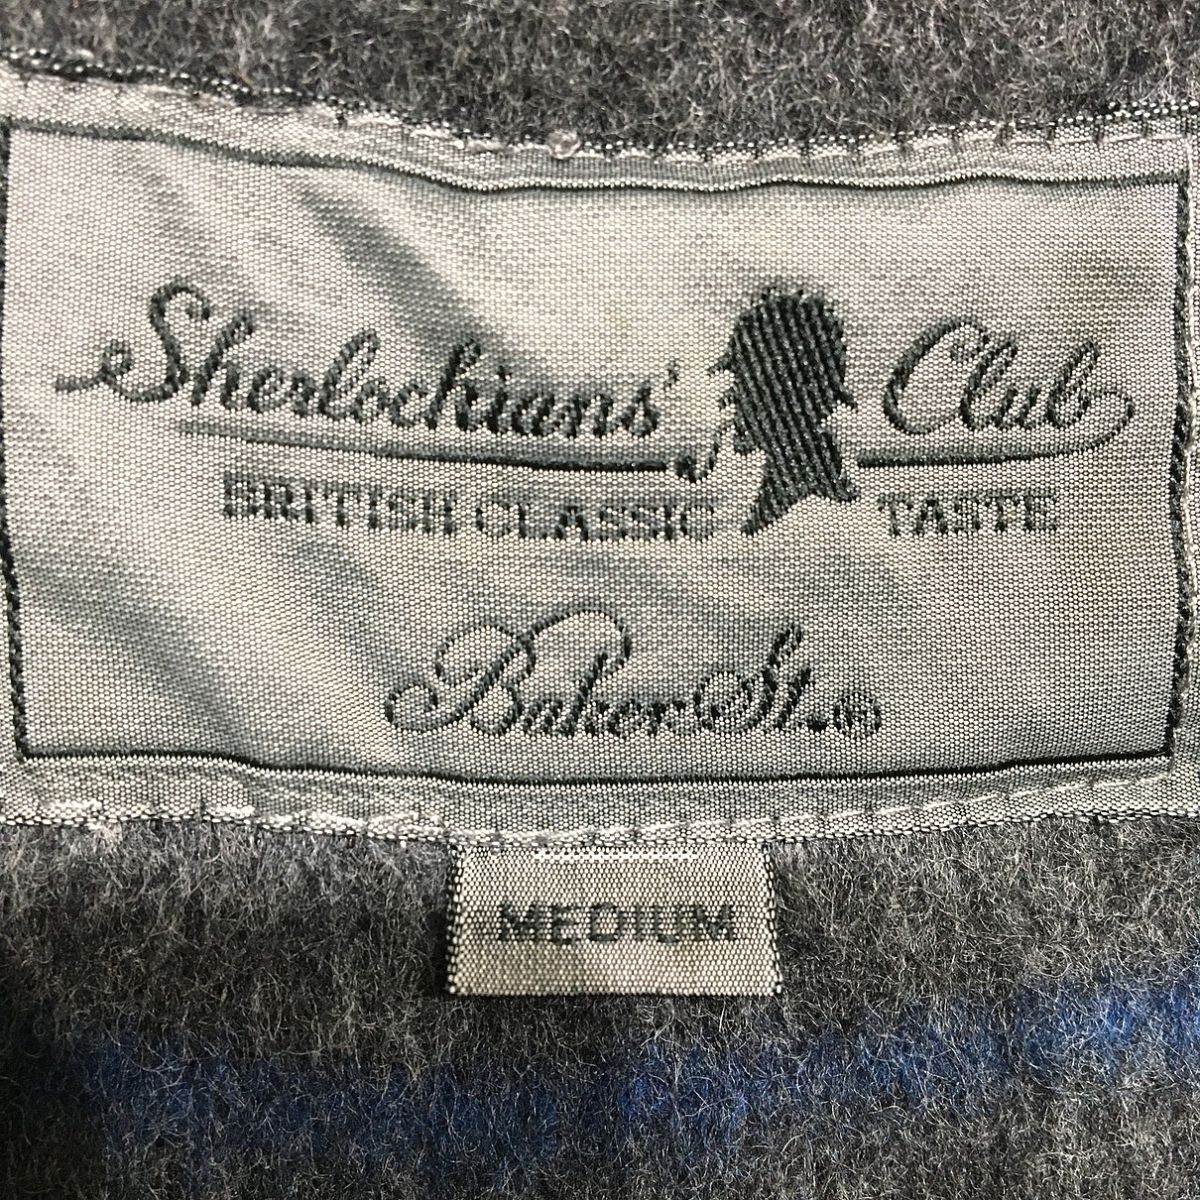 Sherlockians' Club
BRITISH CLASSIC TASTE
Baker St.®
MEDIUM